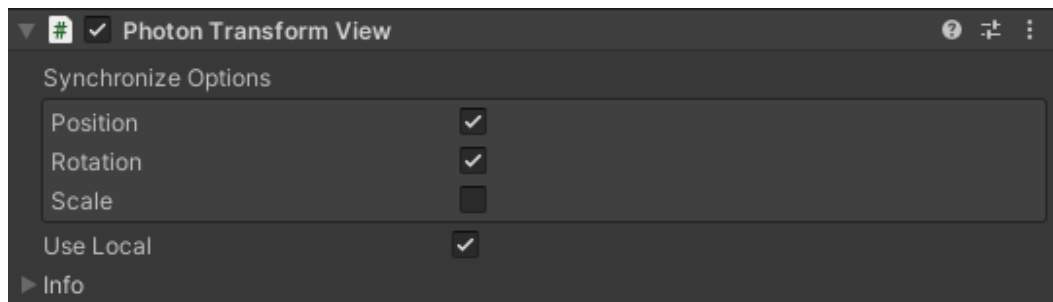 # Photon Transform View
Synchronize Options
Position
Rotation
Scale
Use Local
Info